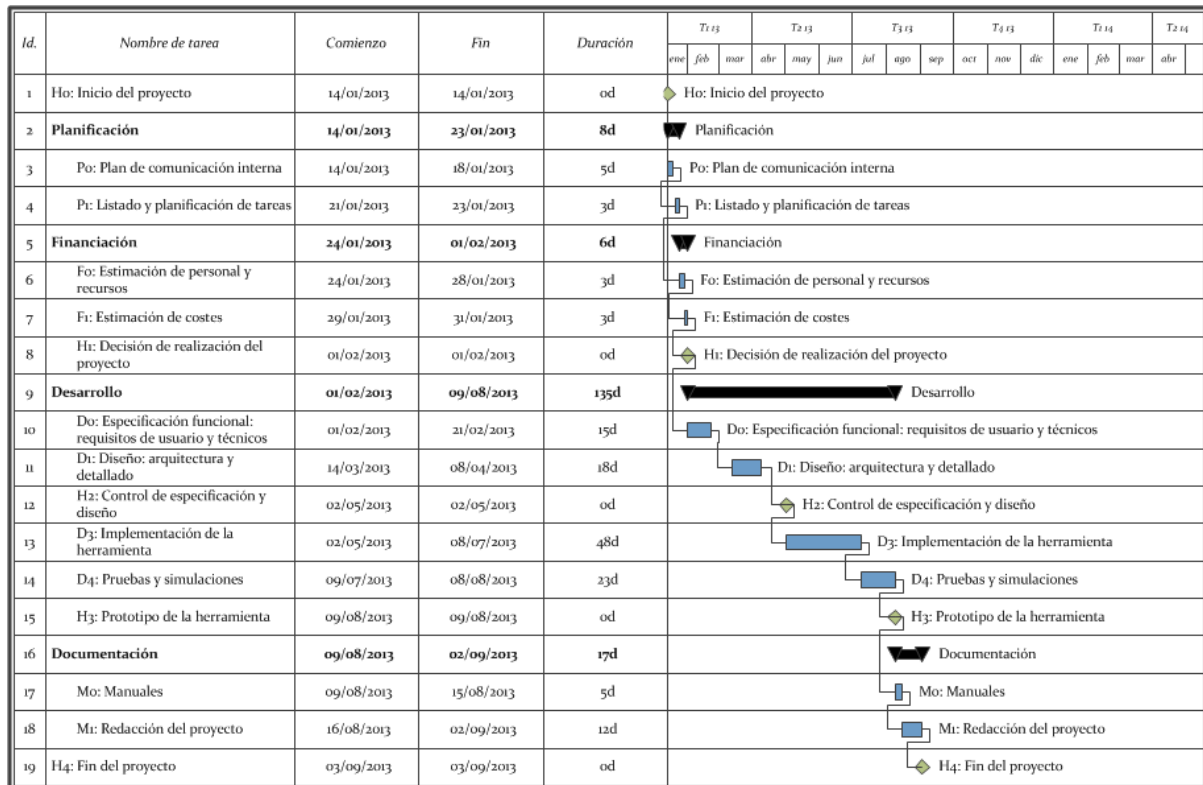 Id. Nombre de tarea Comienzo Fin Duración T1 13 T2 13 T3 13 T4 13 T1 14 T2 14
ene feb mar abr may jun jul ago sep oct nov dic ene feb mar abr
1 H0: Inicio del proyecto 14/01/2013 14/01/2013 0d H0: Inicio del proyecto
2 Planificación 14/01/2013 23/01/2013 8d Planificación
3 P0: Plan de comunicación interna 14/01/2013 18/01/2013 5d P0: Plan de comunicación interna
4 P1: Listado y planificación de tareas 21/01/2013 23/01/2013 3d P1: Listado y planificación de tareas
5 Financiación 24/01/2013 01/02/2013 6d Financiación
6 F0: Estimación de personal y
recursos 24/01/2013 28/01/2013 3d F0: Estimación de personal y recursos
7 F1: Estimación de costes 29/01/2013 31/01/2013 3d F1: Estimación de costes
8 H1: Decisión de realización del
proyecto 01/02/2013 01/02/2013 0d H1: Decisión de realización del proyecto
9 Desarrollo 01/02/2013 09/08/2013 135d Desarrollo
10 D0: Especificación funcional:
requisitos de usuario y técnicos 01/02/2013 21/02/2013 15d D0: Especificación funcional: requisitos de usuario y técnicos
11 D1: Diseño: arquitectura y
detallado 14/03/2013 08/04/2013 18d D1: Diseño: arquitectura y detallado
12 H2: Control de especificación y
diseño 02/05/2013 02/05/2013 0d H2: Control de especificación y diseño
13 D3: Implementación de la
herramienta 02/05/2013 08/07/2013 48d D3: Implementación de la herramienta
14 D4: Pruebas y simulaciones 09/07/2013 08/08/2013 23d D4: Pruebas y simulaciones
15 H3: Prototipo de la herramienta 09/08/2013 09/08/2013 0d H3: Prototipo de la herramienta
16 Documentación 09/08/2013 02/09/2013 17d Documentación
17 M0: Manuales 09/08/2013 15/08/2013 5d M0: Manuales
18 M1: Redacción del proyecto 16/08/2013 02/09/2013 12d M1: Redacción del proyecto
19 H4: Fin del proyecto 03/09/2013 03/09/2013 0d H4: Fin del proyecto